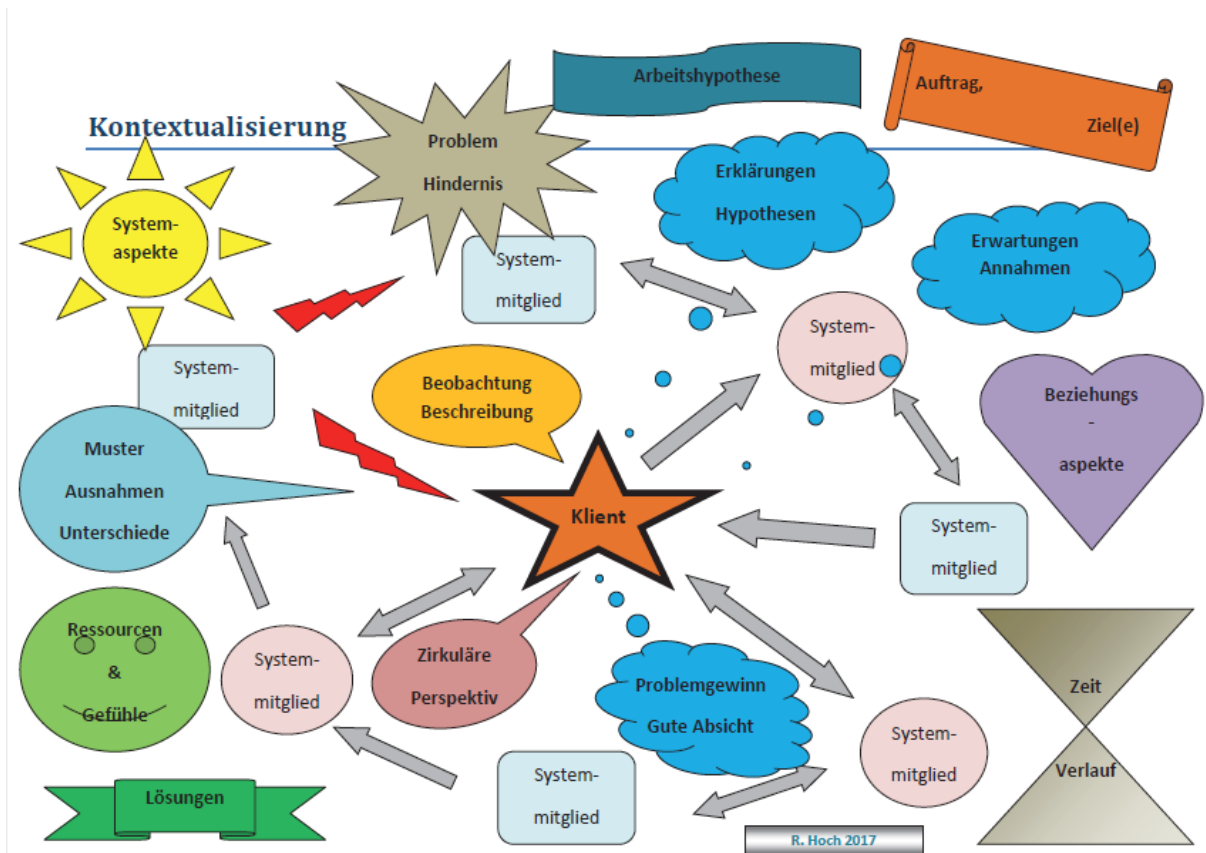 Kontextualisierung
Arbeitshypothese
Auftrag,
Ziel(e)
Problem
Hindernis
Erklärungen
Hypothesen
System-
aspekte
Erwartungen
Annahmen
System-
mitglied
System-
mitglied
System-
mitglied
Beobachtung
Beschreibung
Beziehungs
-
aspekte
Muster
Ausnahmen
Unterschiede
Klient
System-
mitglied
Ressourcen
&
Gefühle
System-
mitglied
Zirkuläre
Perspektiv
Problemgewinn
Gute Absicht
Zeit
Verlauf
System-
mitglied
System-
mitglied
Lösungen
R. Hoch 2017